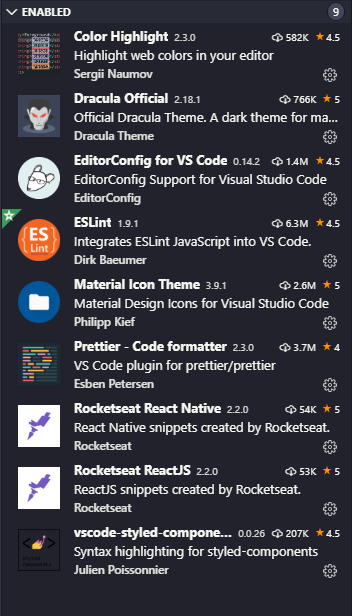 ENABLED 9
Color Highlight 2.3.0 582K ★ 4.5
Highlight web colors in your editor
Sergii Naumov
Dracula Official 2.18.1 766K ★ 5
Official Dracula Theme. A dark theme for ma...
Dracula Theme
EditorConfig for VS Code 0.14.2 1.4M ★ 4.5
EditorConfig Support for Visual Studio Code
EditorConfig
ESLint 1.9.1 6.3M ★ 4.5
ES
Lint
Integrates ESLint JavaScript into VS Code.
Dirk Baeumer
Material Icon Theme 3.9.1 2.6M ★ 5
Material Design Icons for Visual Studio Code
Philipp Kief
Prettier - Code formatter 2.3.0 3.7M ★ 4
VS Code plugin for prettier/prettier
Esben Petersen
Rocketseat React Native 2.2.0 54K ★ 5
React Native snippets created by Rocketseat.
Rocketseat
Rocketseat ReactJS 2.2.0 53K ★ 5
ReactJS snippets created by Rocketseat.
Rocketseat
vscode-styled-compone... 0.0.26 207K ★ 4.5
Syntax highlighting for styled-components
Julien Poissonnier